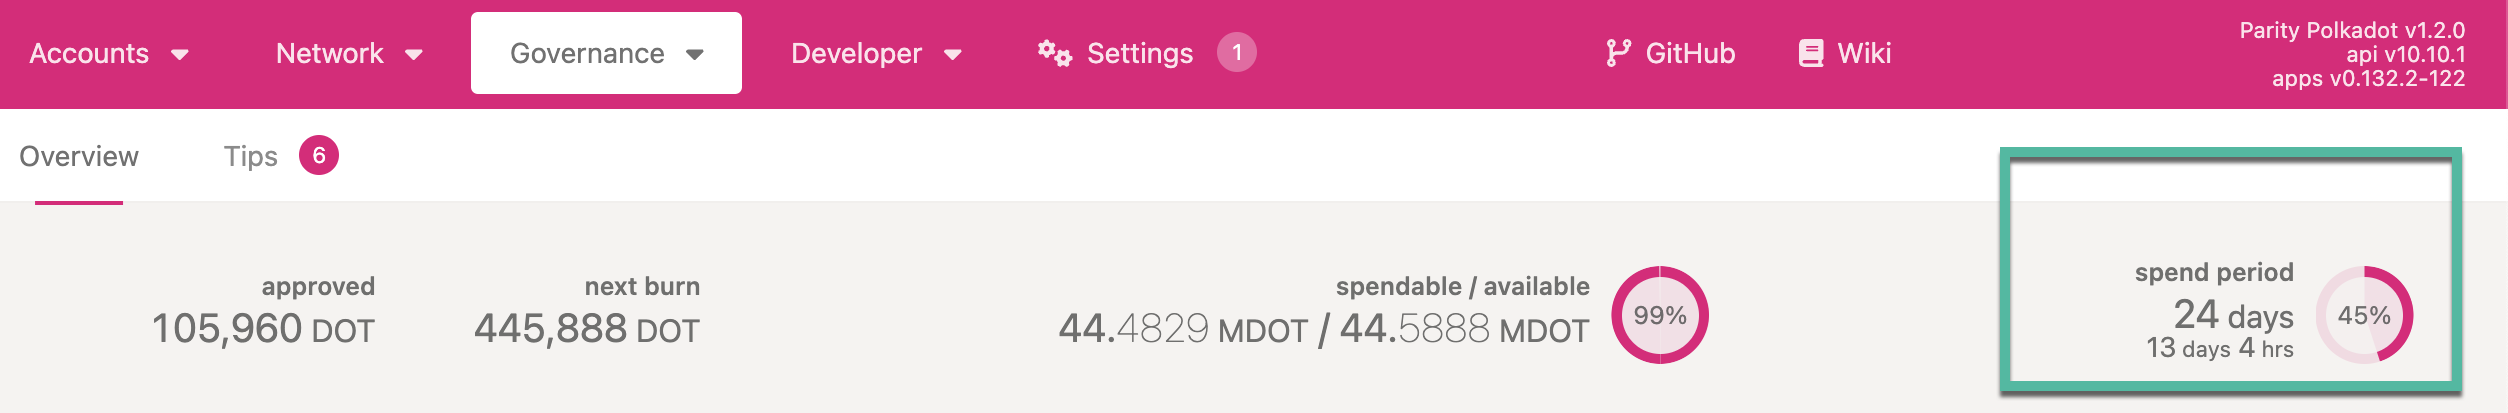 Accounts
Network
Governance
Developer
Settings
1
GitHub
Wiki
Parity Polkadot v1.2.0
api v10.10.1
apps v0.132.2-122
Overview
Tips
6
approved
105,960 DOT
next burn
445,888 DOT
spendable / available
44.4829 MDOT / 44.5888 MDOT
99%
spend period
24 days
13 days 4 hrs
45%